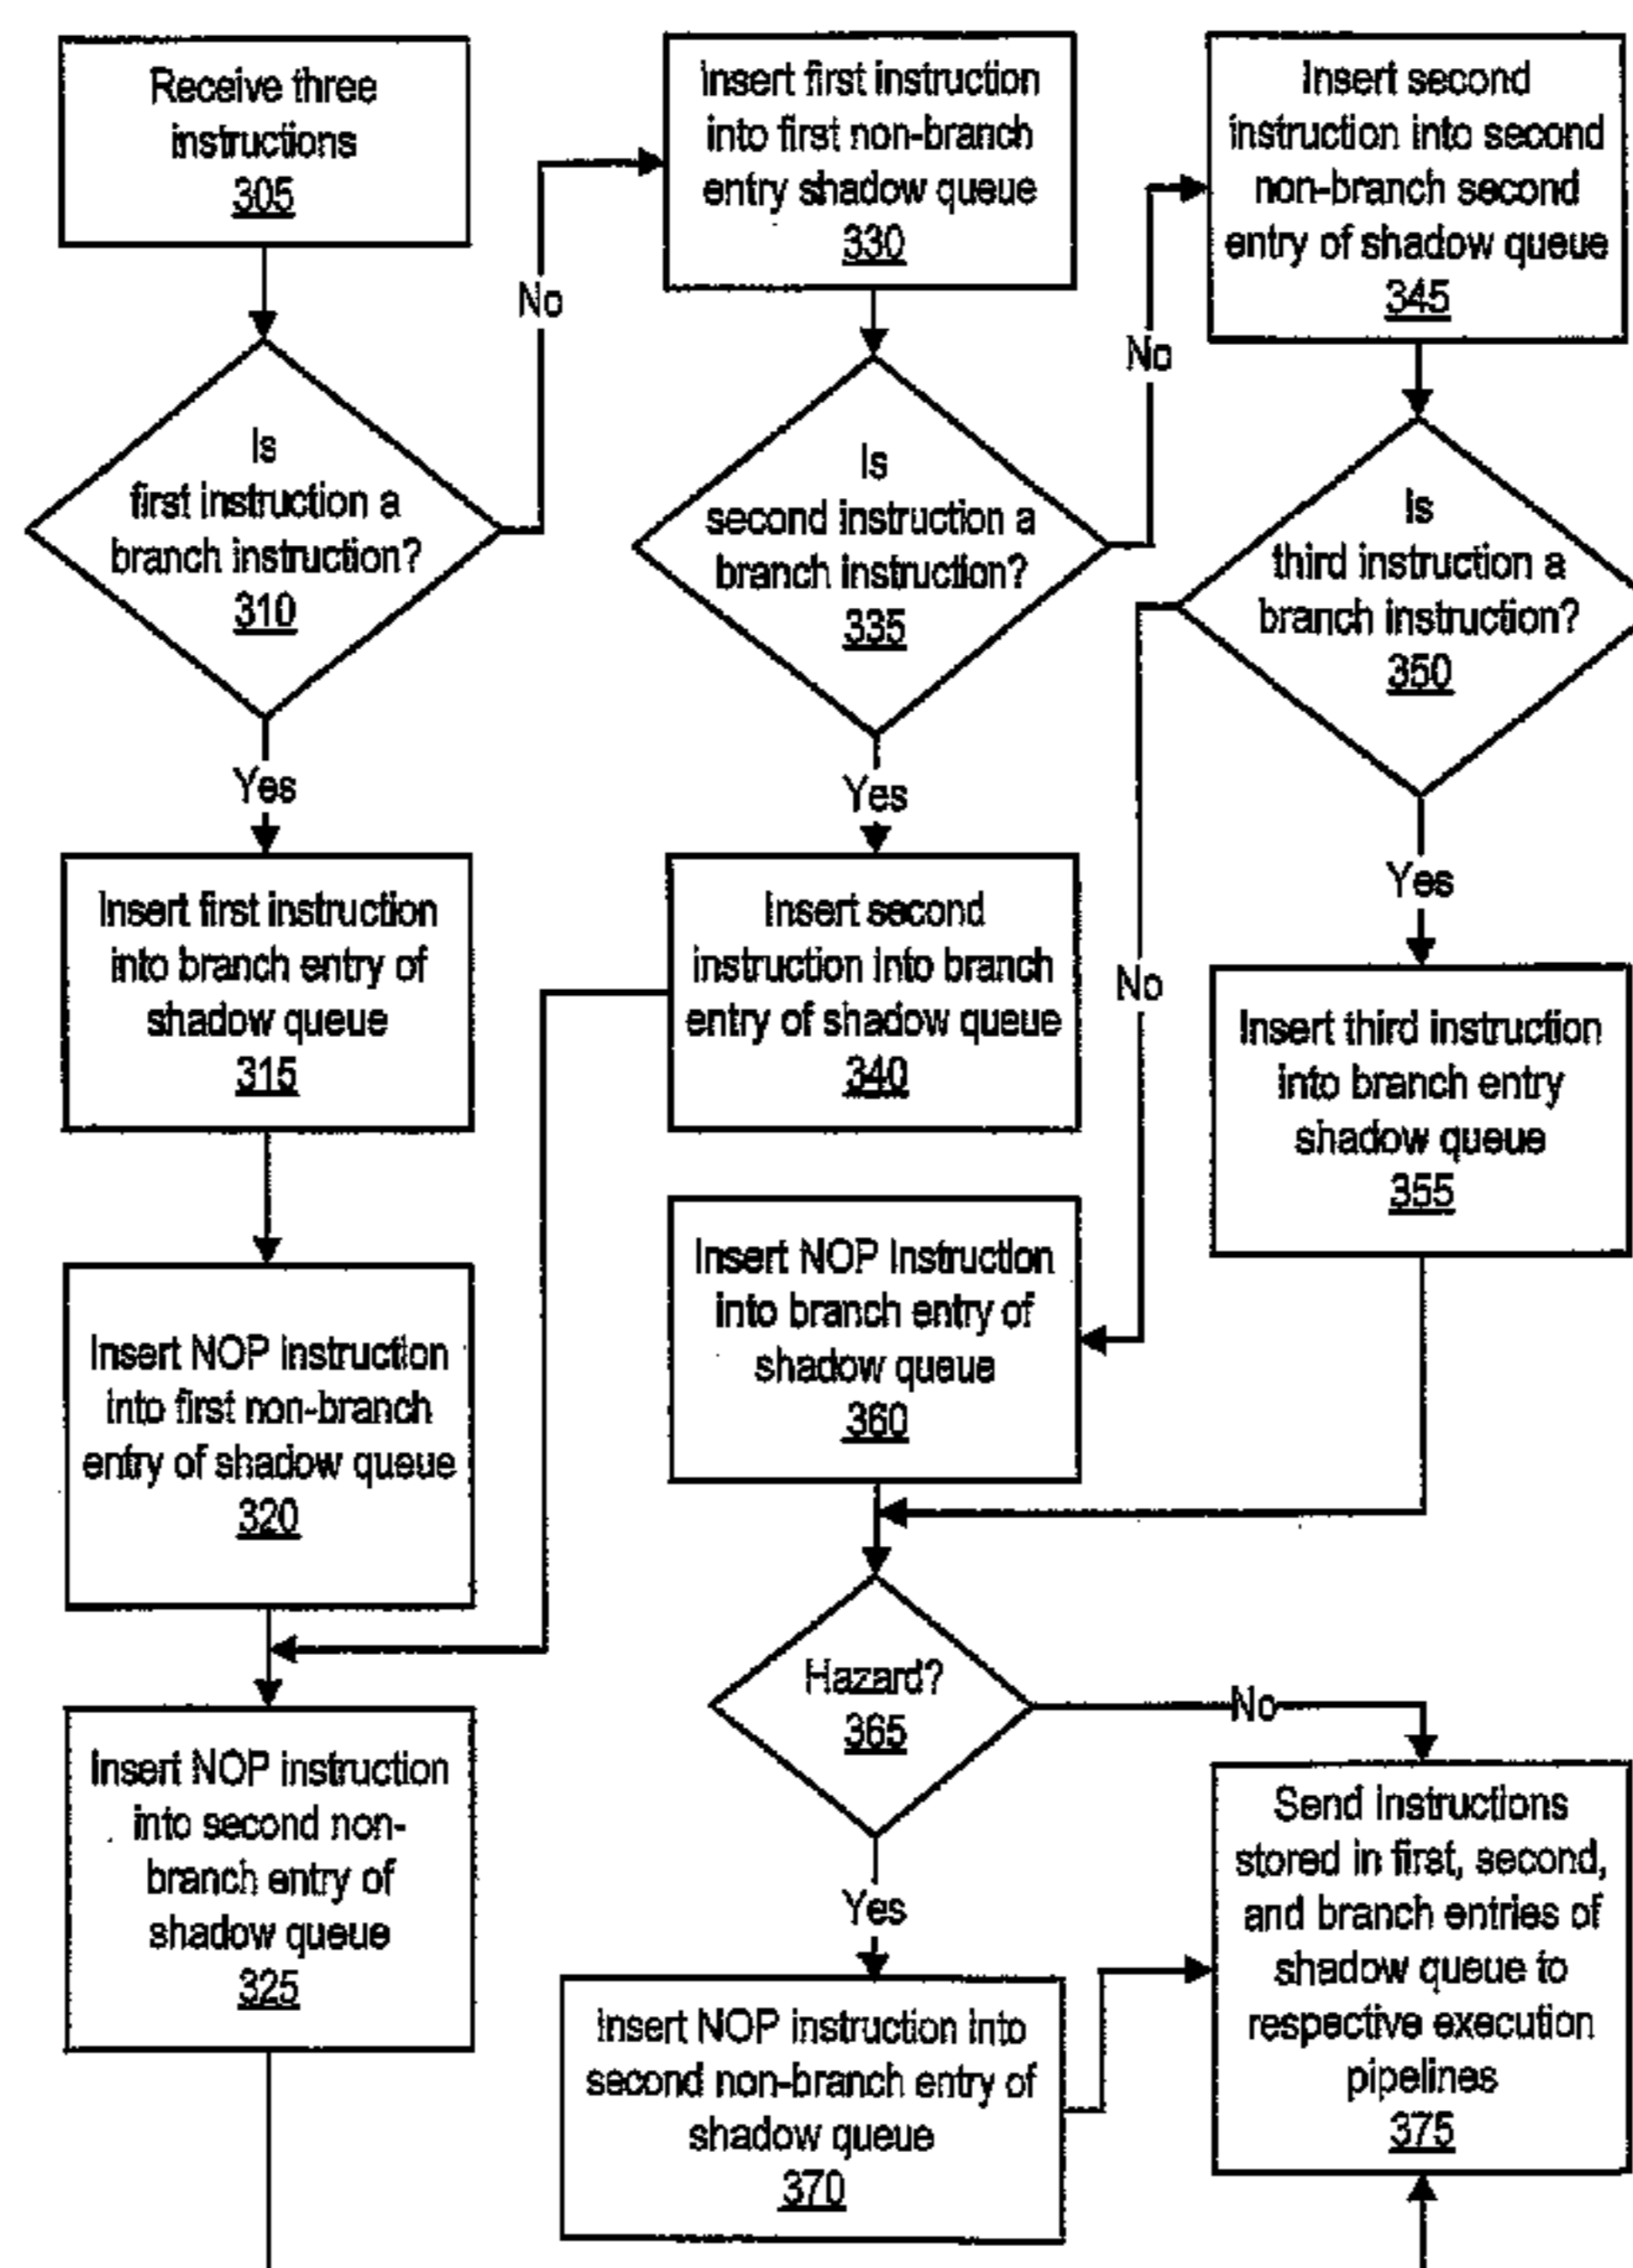 Receive three
instructions
305
Is
first instruction a
branch instruction?
310
Yes
No
Insert first instruction
into branch entry of
shadow queue
315
Insert NOP instruction
into first non-branch
entry of shadow queue
320
Insert NOP instruction
into second non-
branch entry of
shadow queue
325
Insert first instruction
into first non-branch
entry shadow queue
330
Is
second instruction a
branch instruction?
335
Yes
No
Insert second
instruction into branch
entry of shadow queue
340
Insert second
instruction into second
non-branch second
entry of shadow queue
345
Is
third instruction a
branch instruction?
350
Yes
No
Insert third instruction
into branch entry
shadow queue
355
Insert NOP Instruction
into branch entry of
shadow queue
360
Hazard?
365
No
Yes
Insert NOP instruction into
second non-branch entry of
shadow queue
370
Send instructions
stored in first, second,
and branch entries of
shadow queue to
respective execution
pipelines
375